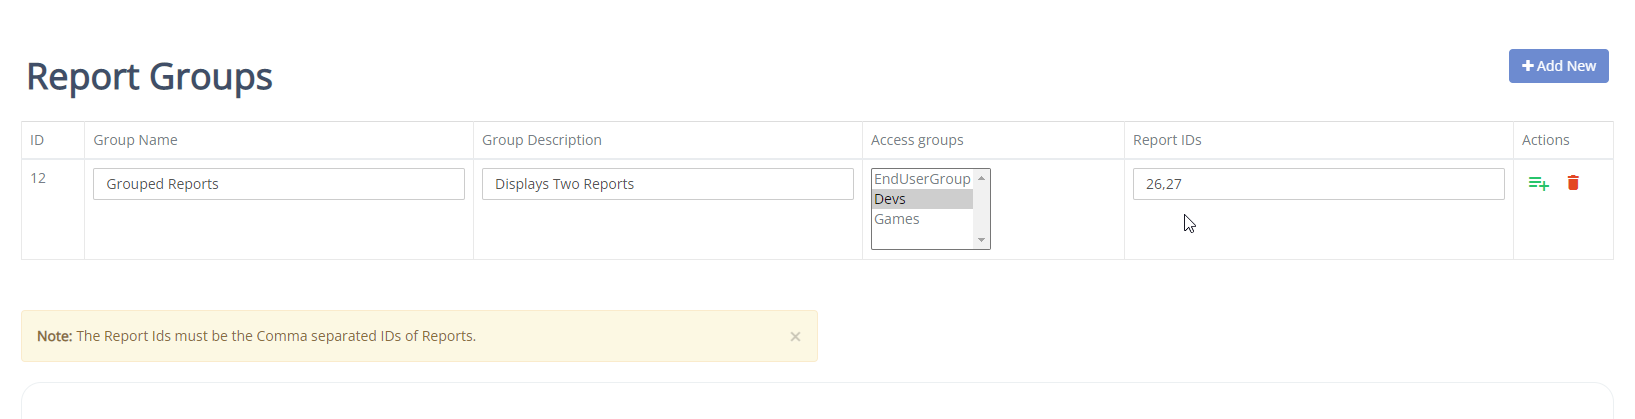 Report Groups
Add New
ID Group Name Group Description Access groups Report IDs Actions
12 Grouped Reports Displays Two Reports EndUserGroup 26,27
Devs
Games
Note: The Report Ids must be the Comma separated IDs of Reports. ×